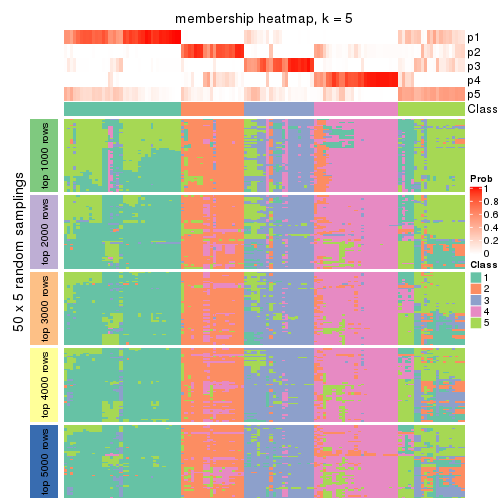 membership heatmap, k = 5
p1
p2
p3
p4
p5
Class
50 x 5 random samplings
top 1000 rows
top 2000 rows
top 3000 rows
top 4000 rows
top 5000 rows
Prob
1
0.8
0.6
0.4
0.2
0
Class
1
2
3
4
5